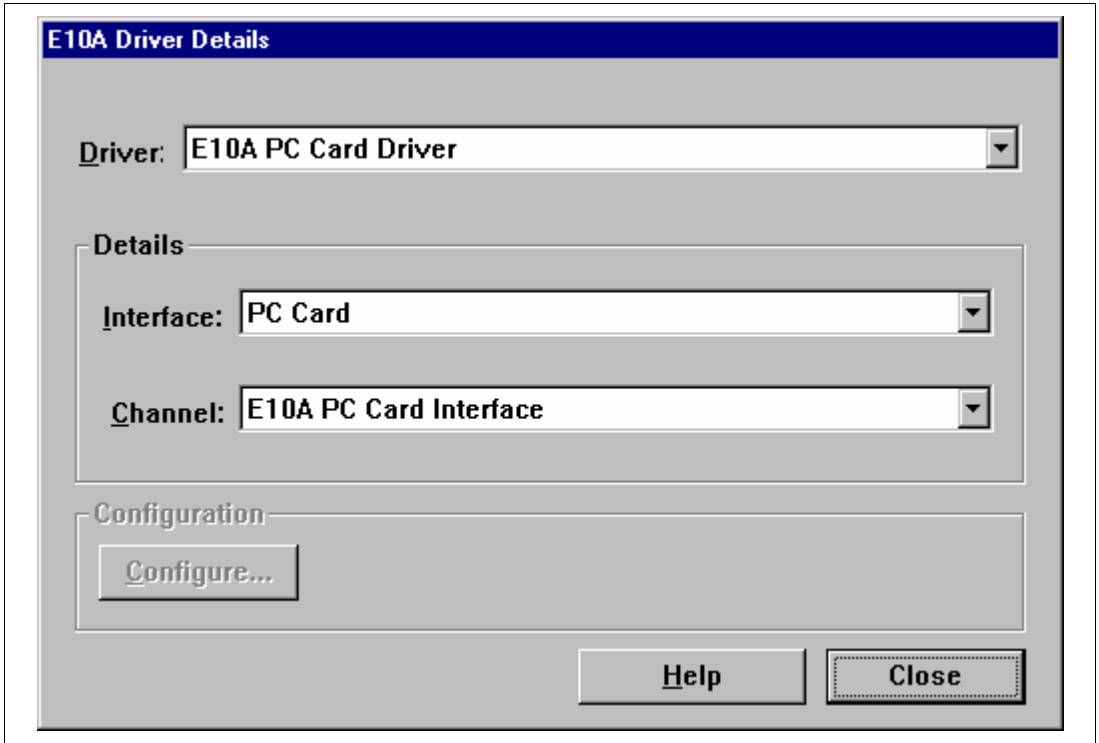 E10A Driver Details
Driver: E10A PC Card Driver
Details
Interface: PC Card
Channel: E10A PC Card Interface
Configuration
Configure...
Help Close